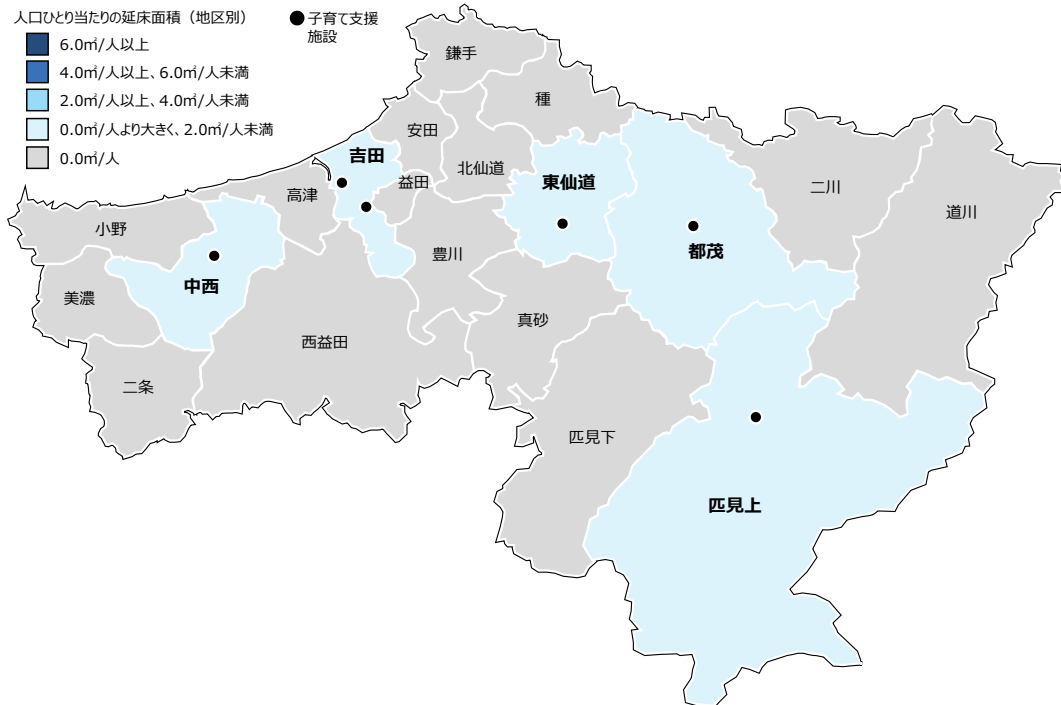 人口ひとり当たりの延床面積（地区別）
6.0㎡/人以上
4.0㎡/人以上、6.0㎡/人未満
2.0㎡/人以上、4.0㎡/人未満
0.0㎡/人より大きく、2.0㎡/人未満
0.0㎡/人
子育て支援
施設
鎌手
種
安田
吉田
北仙道
益田
東仙道
二川
高津
道川
小野
豊川
都茂
中西
美濃
真砂
西益田
二条
匹見下
匹見上